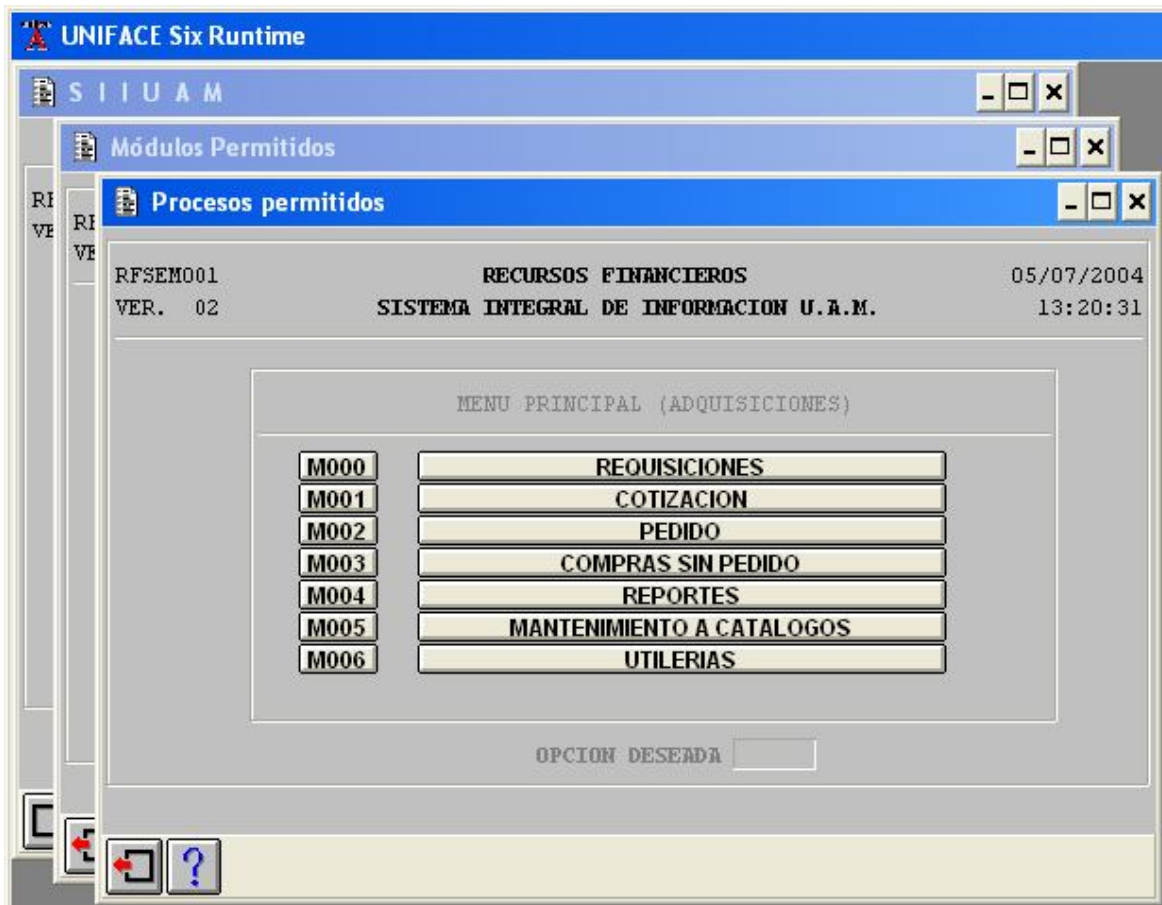 UNIFACE Six Runtime
S I I U A M
Módulos Permitidos
Procesos permitidos
RFSEM001 RECURSOS FINANCIEROS 05/07/2004
VER. 02 SISTEMA INTEGRAL DE INFORMACION U.A.M. 13:20:31
MENU PRINCIPAL (ADQUISICIONES)
M000 REQUISICIONES
M001 COTIZACION
M002 PEDIDO
M003 COMPRAS SIN PEDIDO
M004 REPORTES
M005 MANTENIMIENTO A CATALOGOS
M006 UTILERIAS
OPCION DESEADA
?